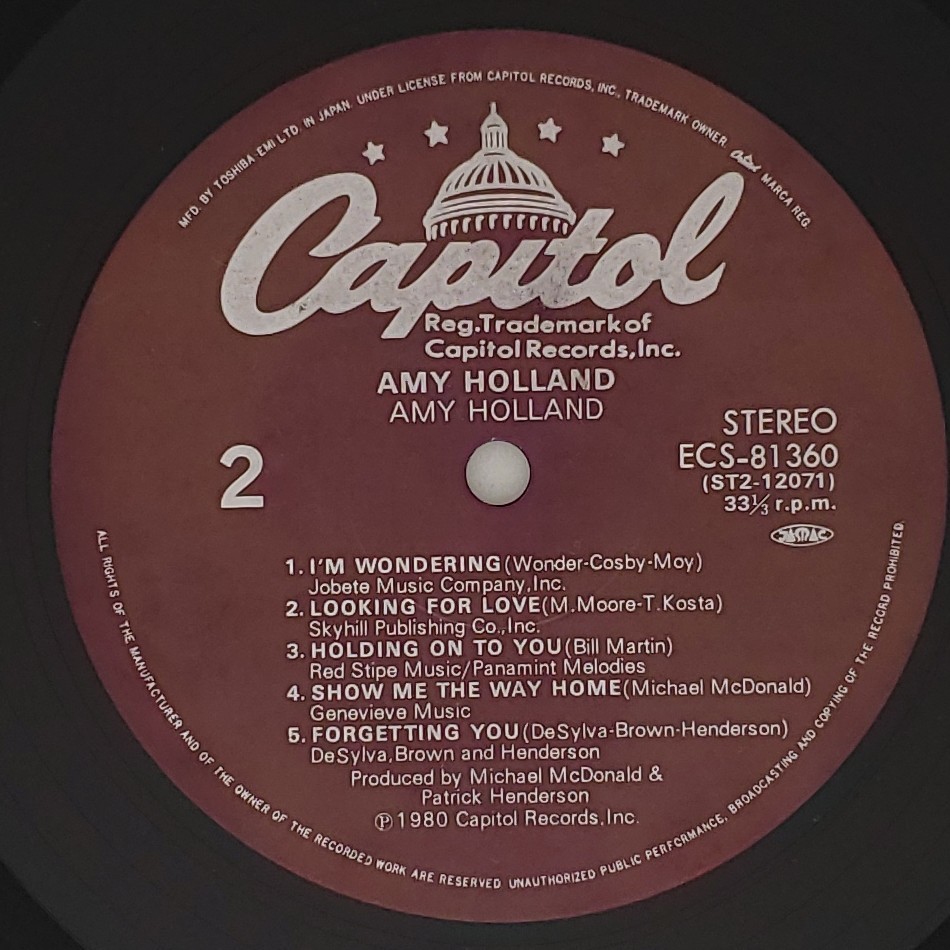 MFD. BY TOSHIBA EMI LTD. IN JAPAN. UNDER LICENSE FROM CAPITOL RECORDS, INC., TRADEMARK OWNER. Capitol MARCA REG.
Capitol
Reg.Trademark of
Capitol Records,Inc.
AMY HOLLAND
AMY HOLLAND
STEREO
2
ECS-81360
(ST2-12071)
33⅓ r.p.m.
JASRAC
1. I'M WONDERING (Wonder-Cosby-Moy)
Jobete Music Company,Inc.
2. LOOKING FOR LOVE (M.Moore-T.Kosta)
Skyhill Publishing Co.,Inc.
3. HOLDING ON TO YOU (Bill Martin)
Red Stipe Music/Panamint Melodies
4. SHOW ME THE WAY HOME (Michael McDonald)
Genevieve Music
5. FORGETTING YOU (DeSylva-Brown-Henderson)
DeSylva,Brown and Henderson
Produced by Michael McDonald &
Patrick Henderson
℗1980 Capitol Records,Inc.
ALL RIGHTS OF THE MANUFACTURER AND OF THE OWNER OF THE RECORDED WORK ARE RESERVED UNAUTHORIZED PUBLIC PERFORMANCE, BROADCASTING AND COPYING OF THE RECORD PROHIBITED.